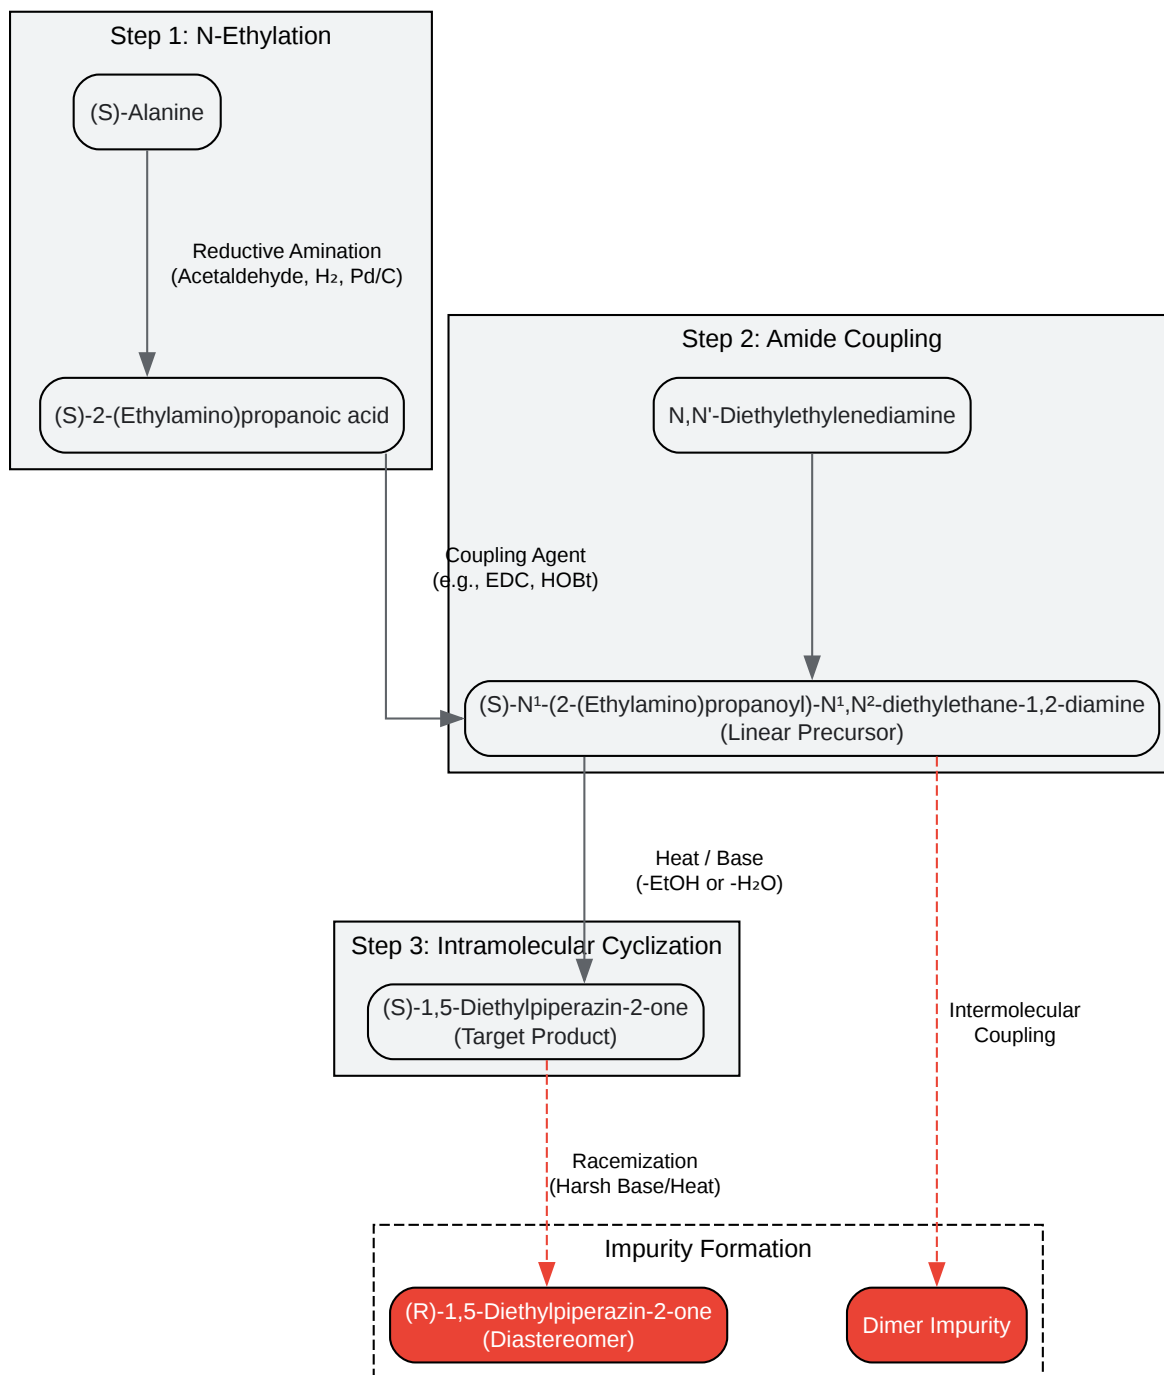 Step 1: N-Ethylation
(S)-Alanine
Reductive Amination
(Acetaldehyde, H₂, Pd/C)
(S)-2-(Ethylamino)propanoic acid
Step 2: Amide Coupling
N,N'-Diethylethylenediamine
Coupling Agent
(e.g., EDC, HOBt)
(S)-N¹-(2-(Ethylamino)propanoyl)-N¹,N²-diethylethane-1,2-diamine
(Linear Precursor)
Heat / Base
(-EtOH or -H₂O)
Step 3: Intramolecular Cyclization
(S)-1,5-Diethylpiperazin-2-one
(Target Product)
Intermolecular
Coupling
Racemization
(Harsh Base/Heat)
Impurity Formation
(R)-1,5-Diethylpiperazin-2-one
(Diastereomer)
Dimer Impurity